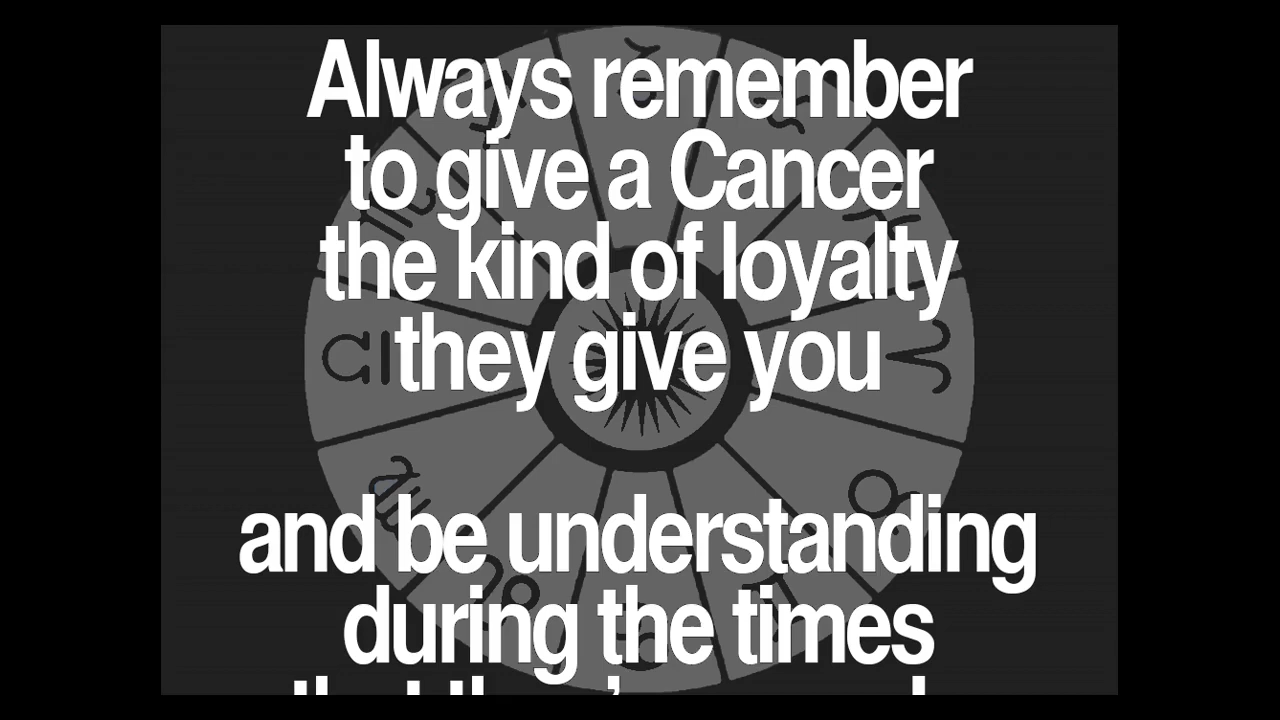 Always remember
to give a Cancer
the kind of loyalty
they give you
and be understanding
during the times